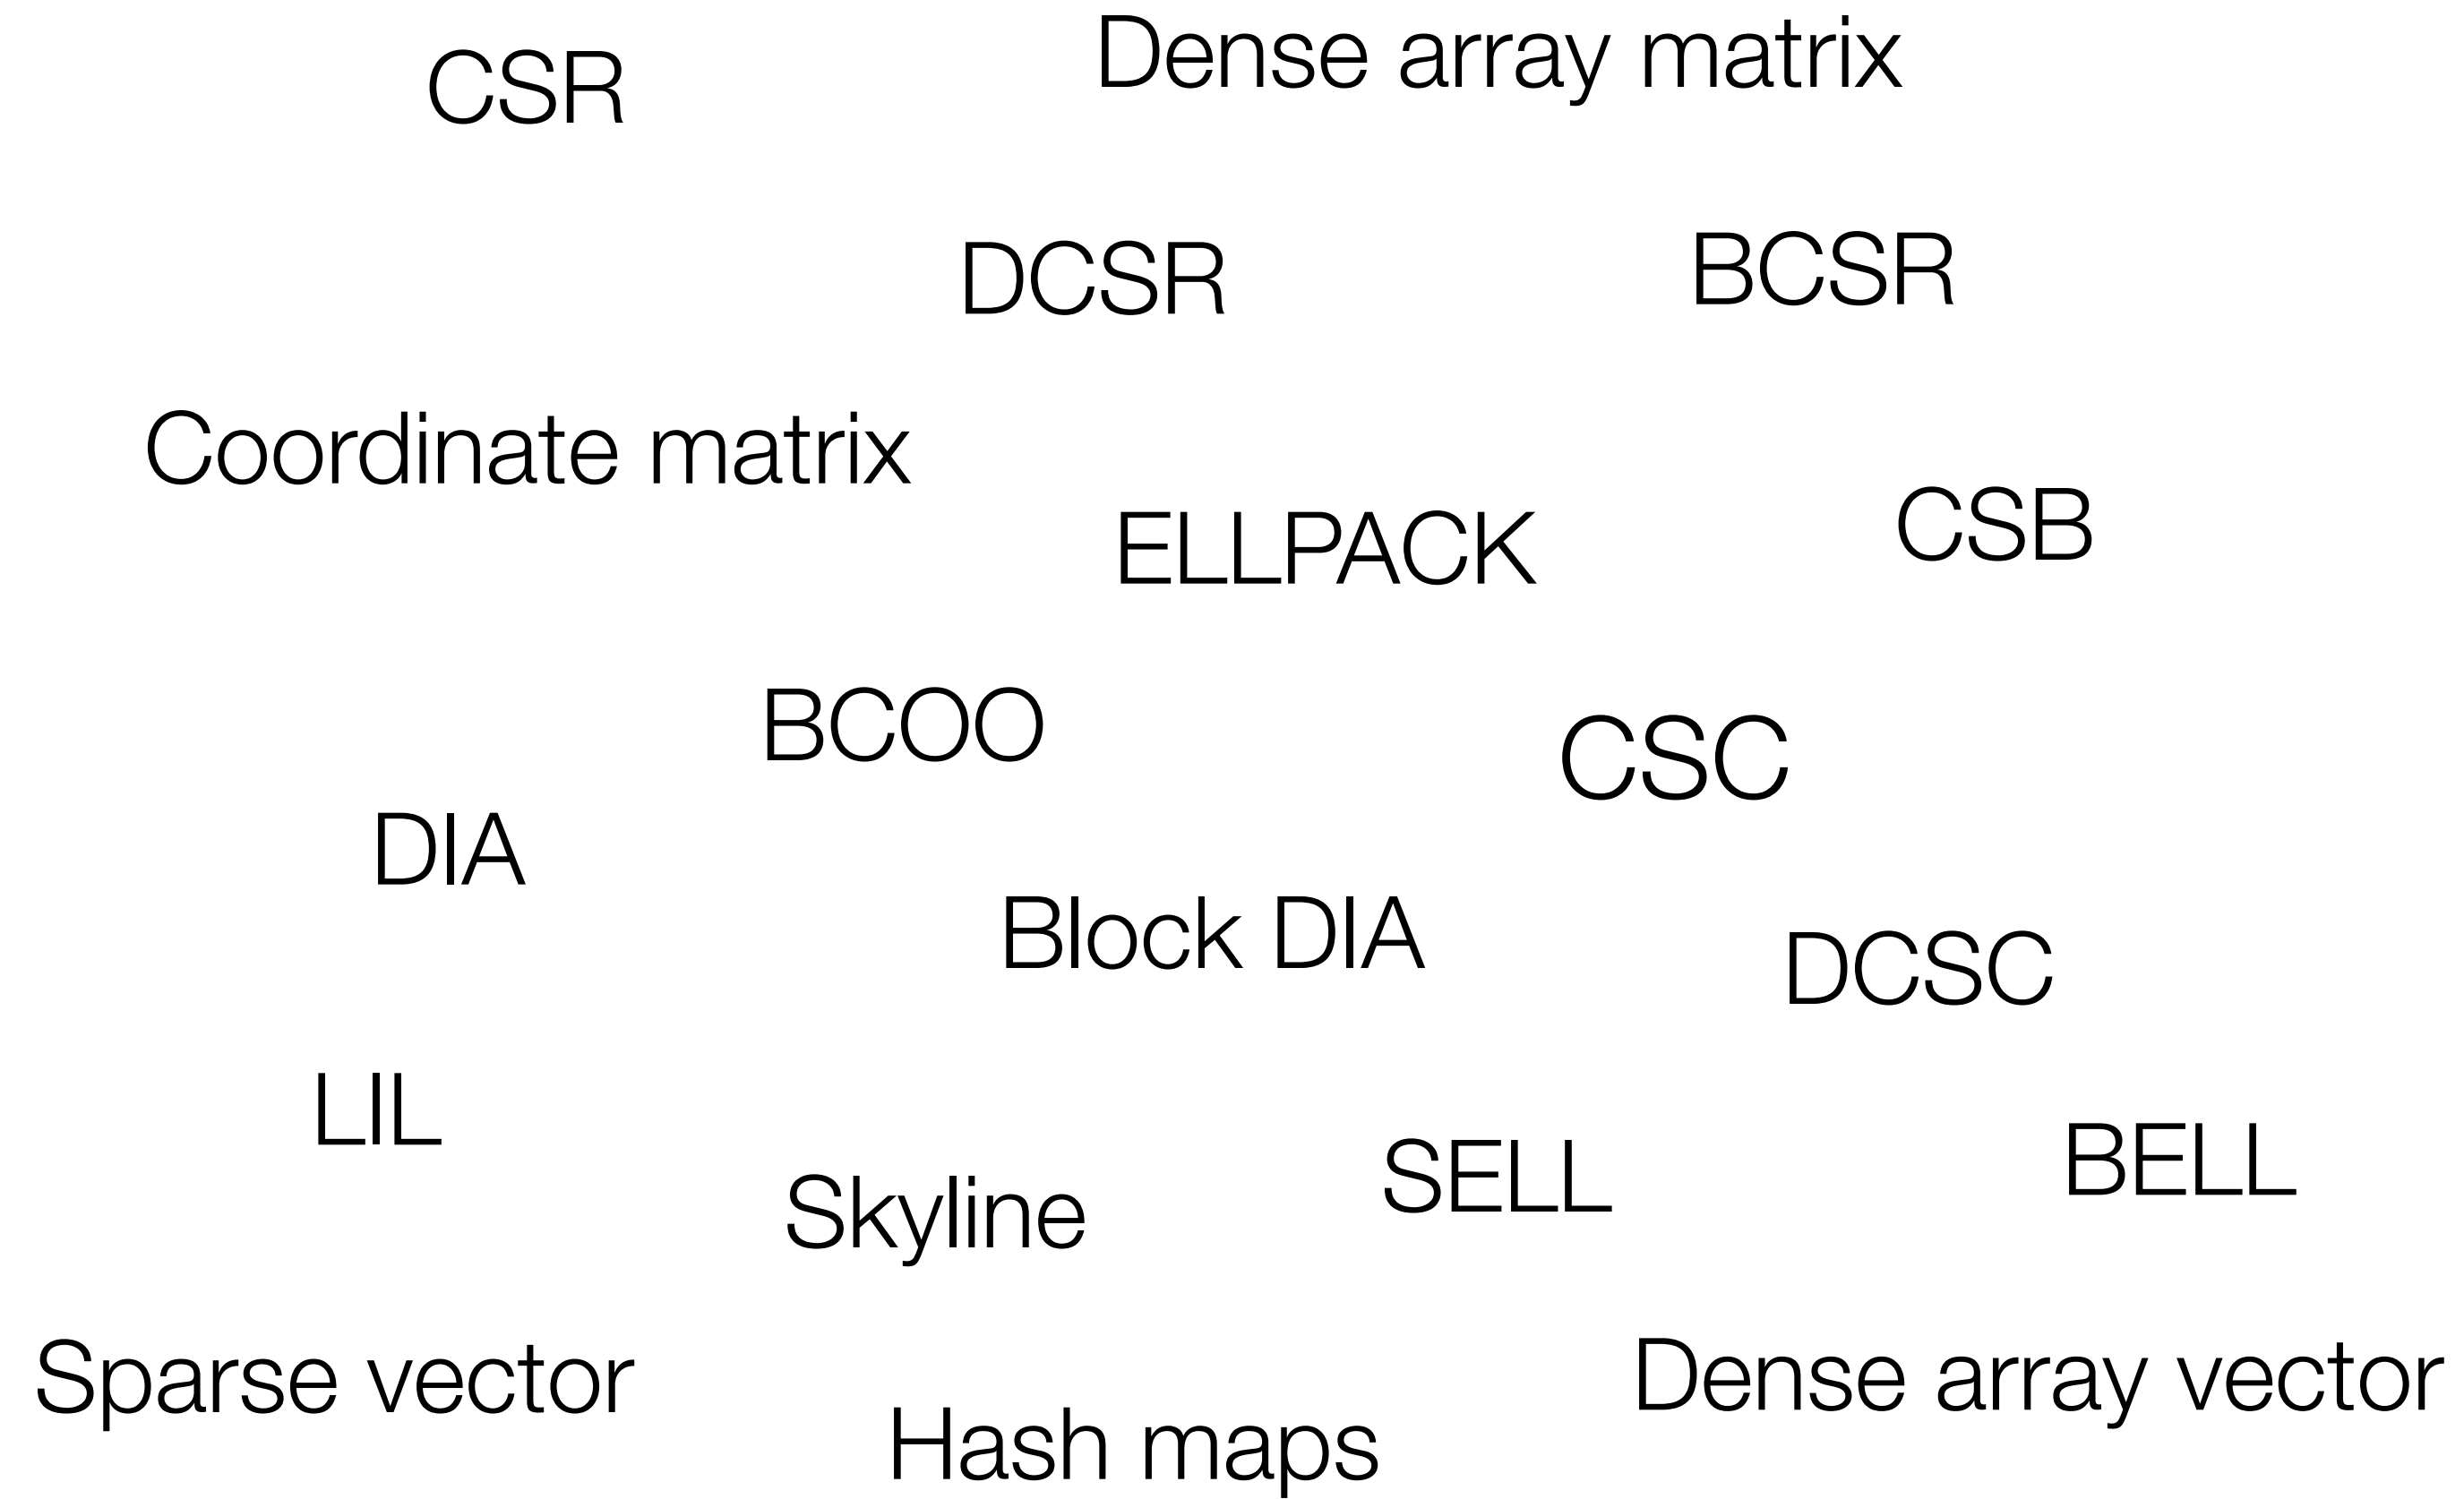 Dense array matrix
CSR
DCSR
BCSR
Coordinate matrix
ELLPACK
CSB
BCOO
CSC
DIA
Block DIA
DCSC
LIL
Skyline
SELL
BELL
Sparse vector
Hash maps
Dense array vector